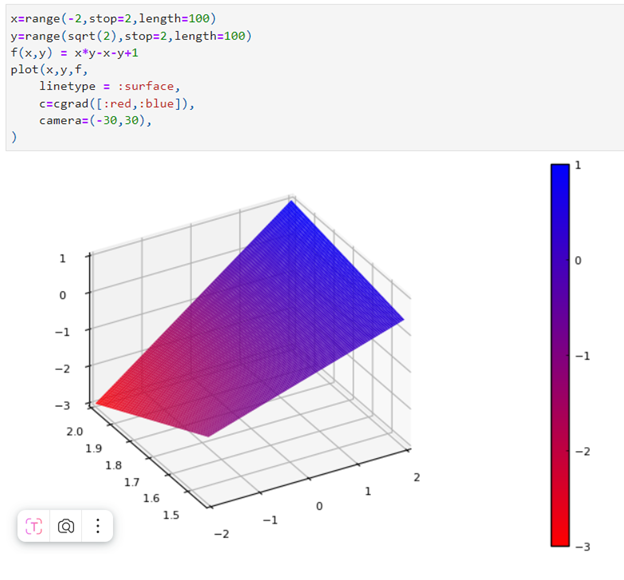 x=range(-2,stop=2,length=100)
y=range(sqrt(2),stop=2,length=100)
f(x,y) = x*y-x-y+1
plot(x,y,f,
    linetype = :surface,
    c=cgrad([:red,:blue]),
    camera=(-30,30),
)
1
0
−1
−2
−3
2.0
1.9
1.8
1.7
1.6
1.5
−2
−1
0
1
2
1
0
−1
−2
−3
T